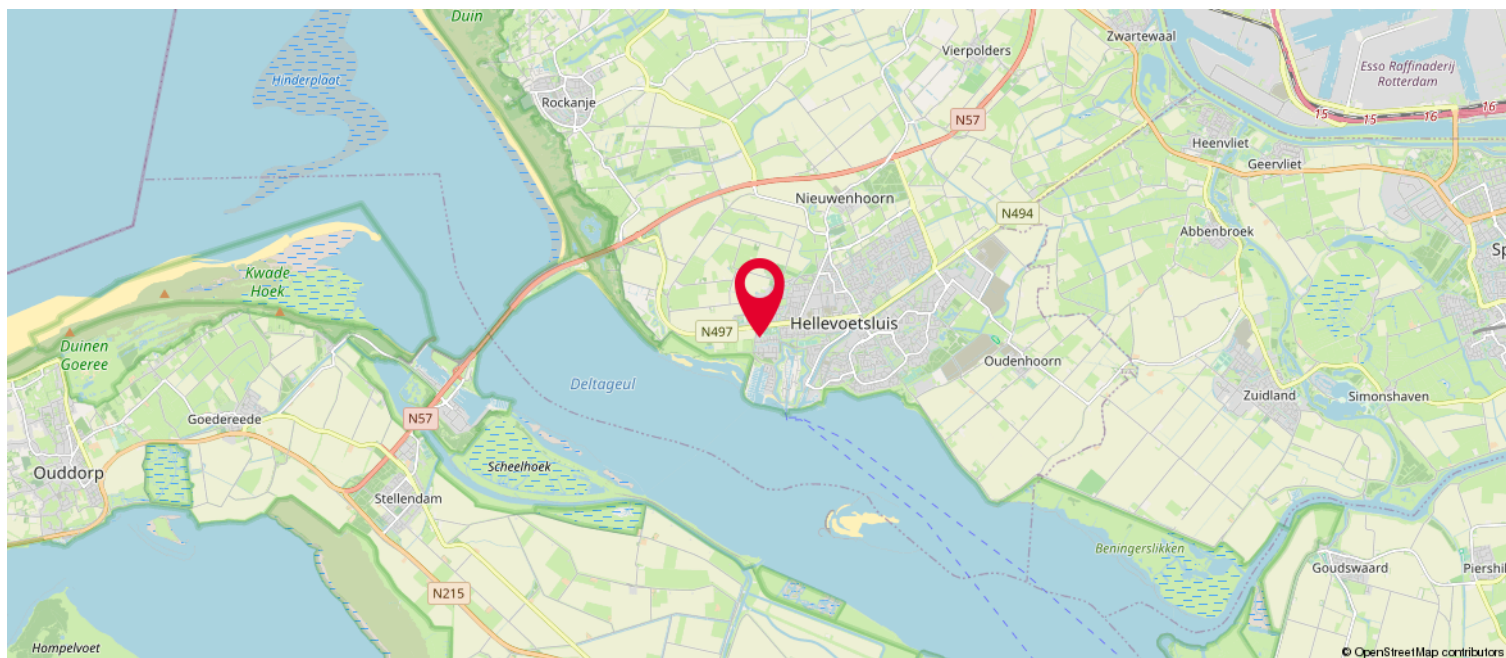 Duin
Zwartewaal
Vierpolders
Esso Raffinaderij
Rotterdam
Hinderplaat
Rockanje
16
15
15
16
N57
Heenvliet
Geervliet
Nieuwenhoorn
N494
Abbenbroek
Sp
Kwade
Hoek
Hellevoetsluis
N497
Duinen
Goeree
Oudenhoorn
Deltageul
Zuidland
Simonshaven
Goedereede
N57
Ouddorp
Scheelhoek
Stellendam
Beningerslikken
Goudswaard
Piershil
N215
Hompelvoet
© OpenStreetMap contributors